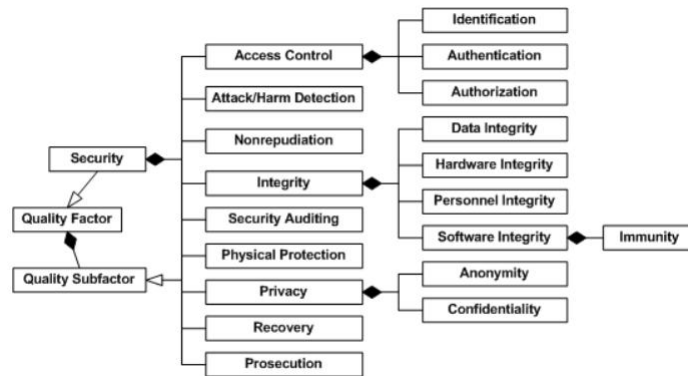 Identification
Access Control
Authentication
Attack/Harm Detection
Authorization
Nonrepudiation
Data Integrity
Security
Hardware Integrity
Integrity
Personnel Integrity
Quality Factor
Security Auditing
Software Integrity
Immunity
Physical Protection
Quality Subfactor
Anonymity
Privacy
Confidentiality
Recovery
Prosecution